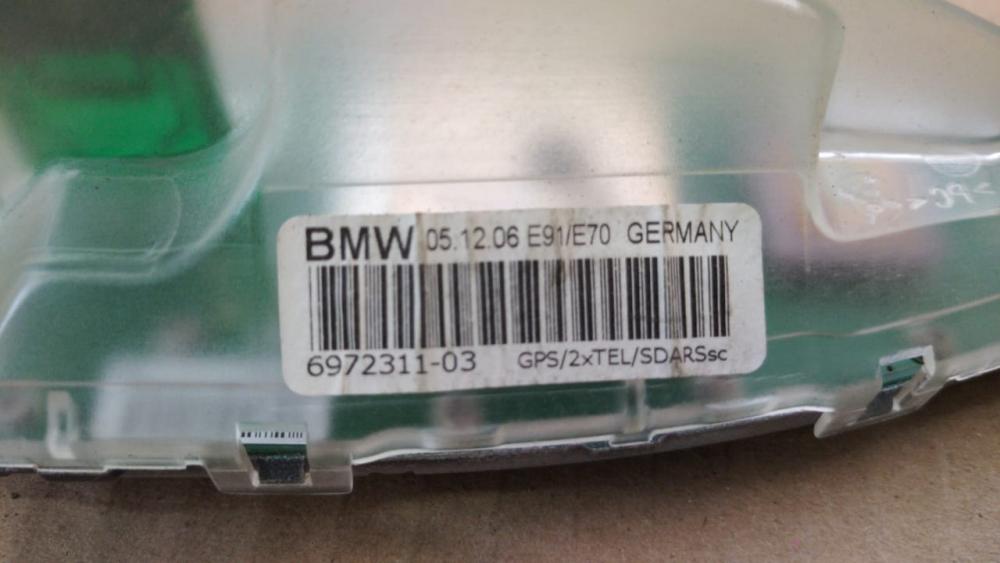 BMW 05.12.06 E91/E70 GERMANY
6972311-03 GPS/2xTEL/SDARSsc